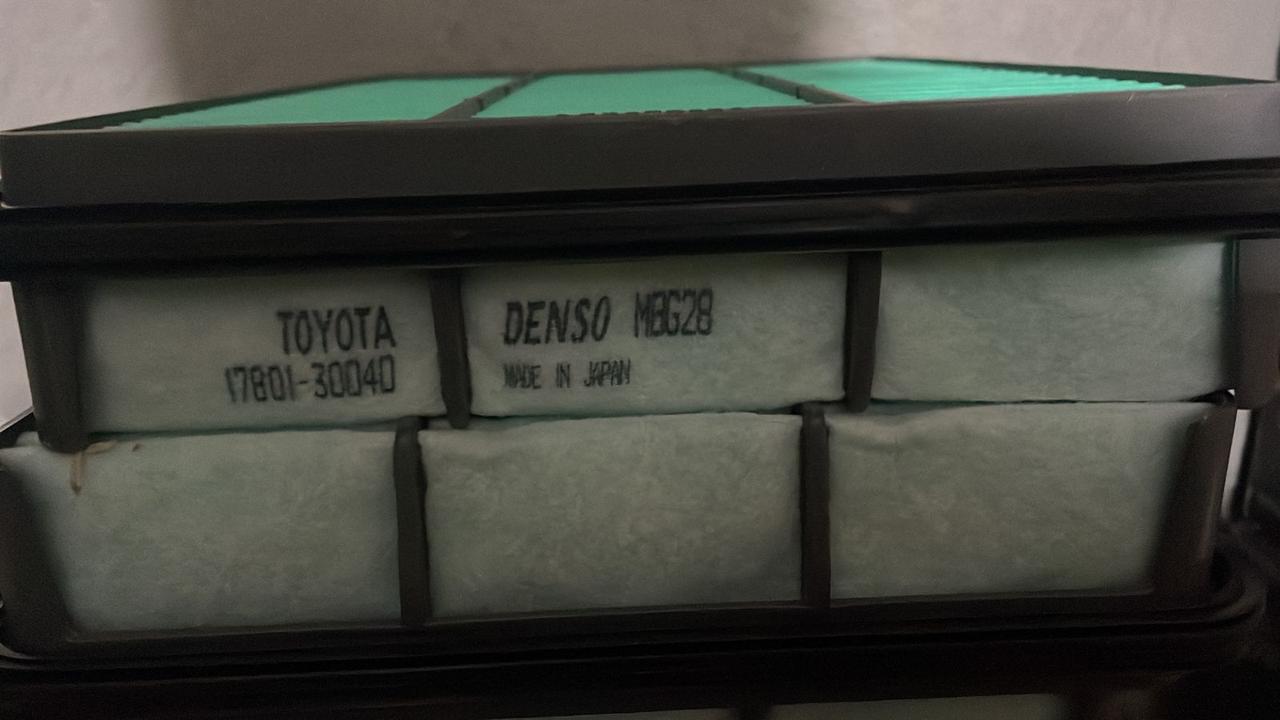 TOYOTA
17801-30040
DENSO MBG28
MADE IN JAPAN